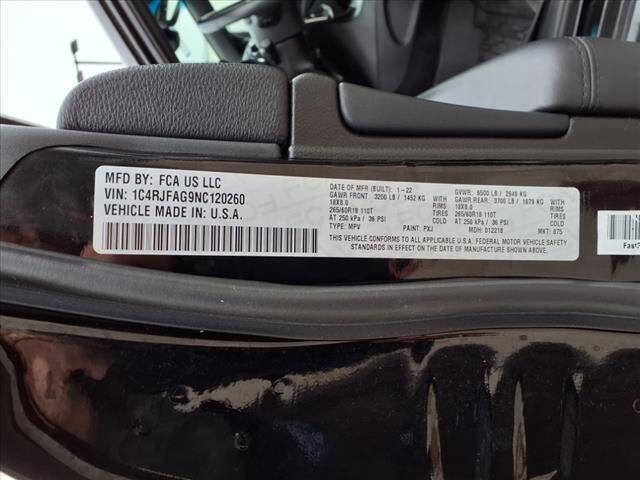 MFD BY: FCA US LLC
VIN: 1C4RJFAG9NC120260
VEHICLE MADE IN: U.S.A.
DATE OF MFR (BUILT): 1-22 GVWR: 6500 LB / 2949 KG
GAWR FRONT: 3200 LB / 1452 KG WITH GAWR REAR: 3700 LB / 1679 KG WITH
18X8.0 RIMS 18X8.0 RIMS
265/60R18 110T 265/60R18 110T
AT 250 kPa / 36 PSI COLD AT 250 kPa / 36 PSI COLD
TYPE: MPV PAINT: PXJ MDH: 012218 MKT: 875
THIS VEHICLE CONFORMS TO ALL APPLICABLE U.S.A. FEDERAL MOTOR VEHICLE SAFETY
STANDARDS IN EFFECT ON THE DATE OF MANUFACTURE SHOWN ABOVE.